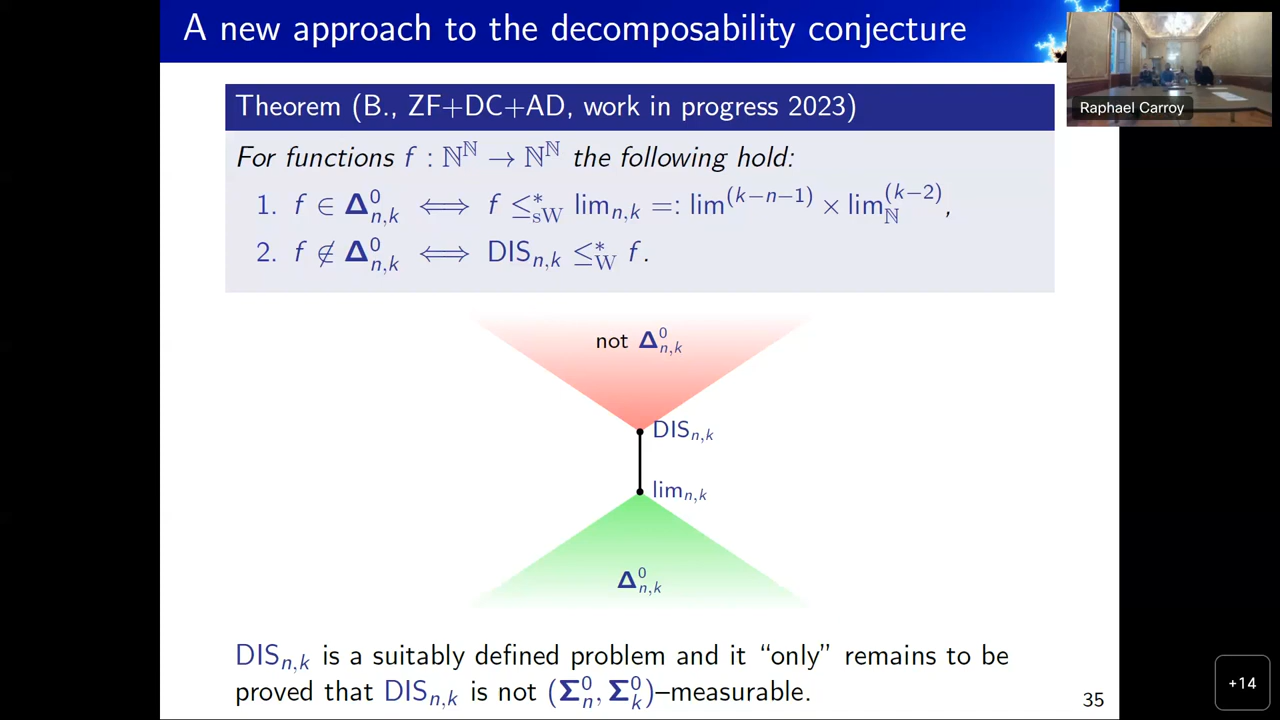 A new approach to the decomposability conjecture
Raphael Carroy
Theorem (B., ZF+DC+AD, work in progress 2023)
For functions f : ℕ^ℕ → ℕ^ℕ the following hold:
1. f ∈ Δ⁰_{n,k} ⟺ f ≤*_{sW} lim_{n,k} =: lim^{(k−n−1)} × lim_ℕ^{(k−2)},
2. f ∉ Δ⁰_{n,k} ⟺ DIS_{n,k} ≤*_W f.
not Δ⁰_{n,k}
DIS_{n,k}
lim_{n,k}
Δ⁰_{n,k}
DIS_{n,k} is a suitably defined problem and it “only” remains to be
proved that DIS_{n,k} is not (Σ⁰_n, Σ⁰_k)–measurable.
35
+14